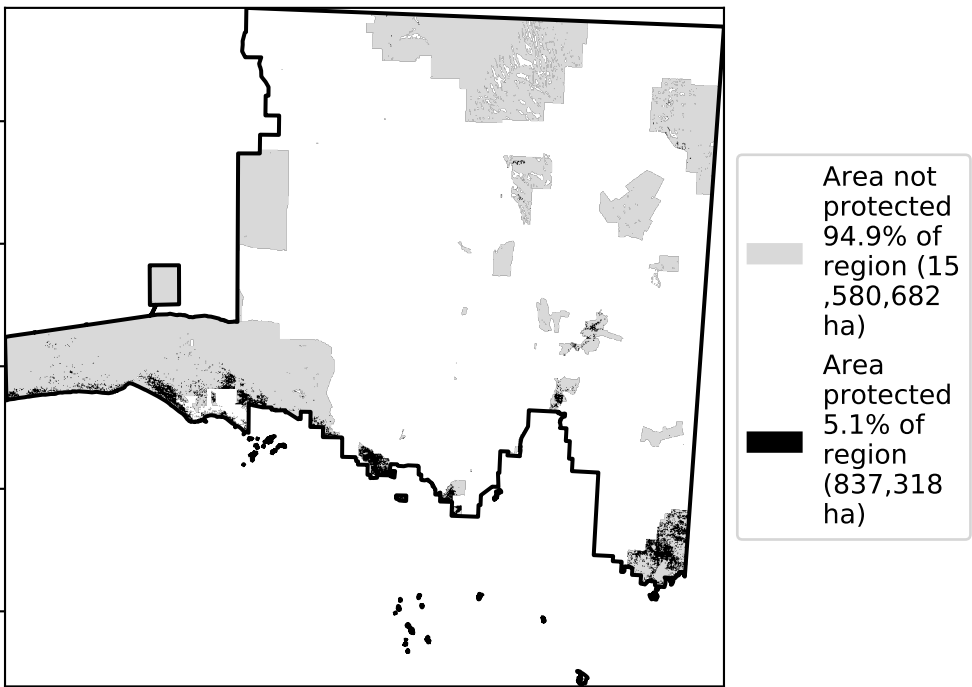 Area not
protected
94.9% of
region (15
,580,682
ha)
Area
protected
5.1% of
region
(837,318
ha)